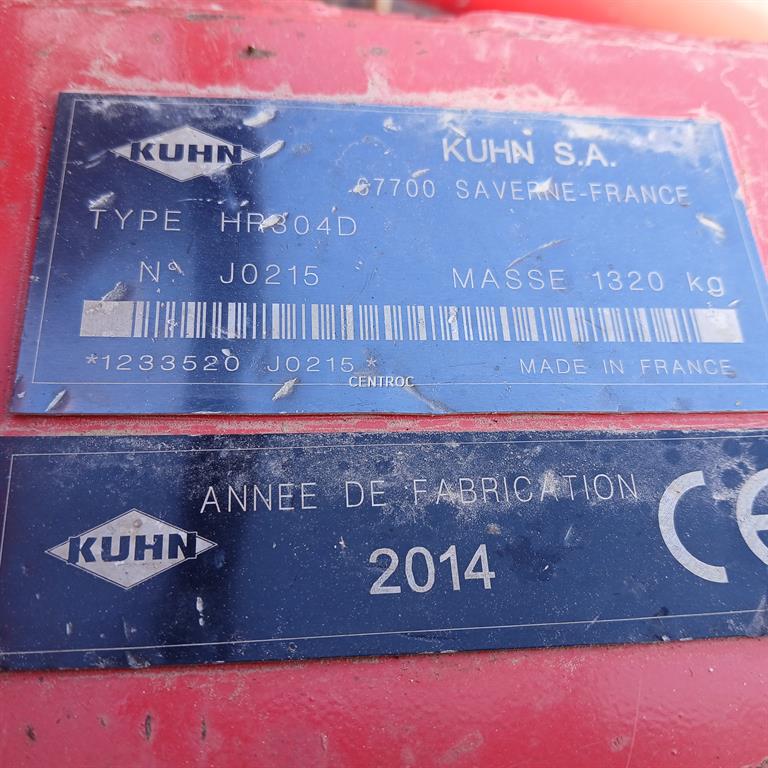 KUHN
KUHN S.A.
67700 SAVERNE-FRANCE
TYPE HR304D
N° J0215 MASSE 1320 kg
*1233520 J0215*
MADE IN FRANCE
CENTROC
ANNEE DE FABRICATION
KUHN
2014
CE